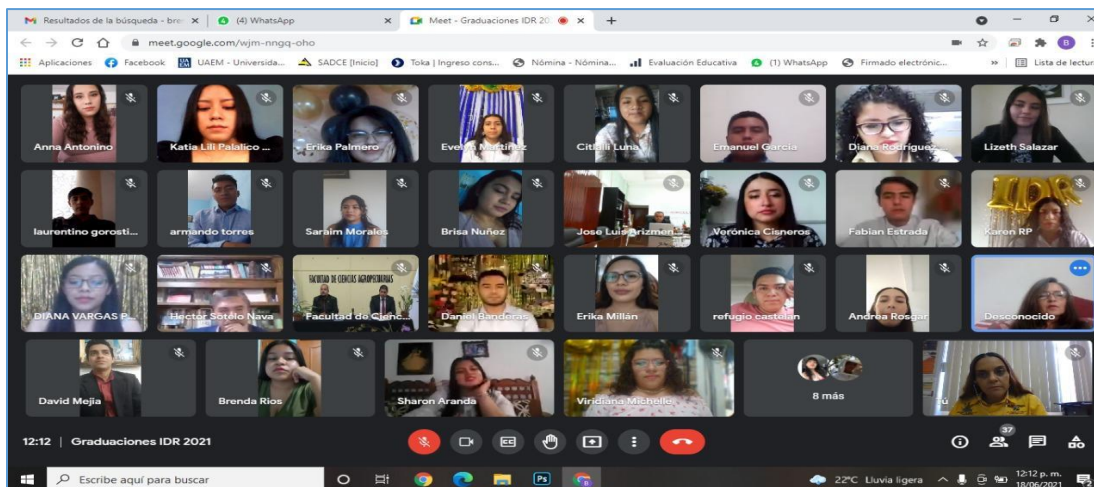 Resultados de la búsqueda - bre
(4) WhatsApp
Meet - Graduaciones IDR 20
meet.google.com/wjm-nngq-oho
Aplicaciones Facebook UAEM - Universida... SADCE [Inicio] Toka | Ingreso cons... Nómina - Nómina... Evaluación Educativa (1) WhatsApp Firmado electrónic... » Lista de lectur
Anna Antonino Katia Lili Palalico ... Erika Palmero Evelyn Martínez Citlalli Luna Emanuel Garcia Diana Rodríguez Lizeth Salazar
IDR
laurentino gorosti... armando torres Saraim Morales Brisa Nuñez Jose Luis Arizmen... Verónica Cisneros Fabian Estrada Karen RP
FACULTAD DE CIENCIAS AGROPECUARIAS
DIANA VARGAS P... Hector Sotelo Nava Facultad de Cienc... Daniel Banderas Erika Millán refugio castelan Andrea Rosgar Desconocido
David Mejia Brenda Rios Sharon Aranda Viridiana Michelle 8 más ú
12:12 | Graduaciones IDR 2021 37
Escribe aquí para buscar Ps 22°C Lluvia ligera 12:12 p. m.
18/06/2021 2